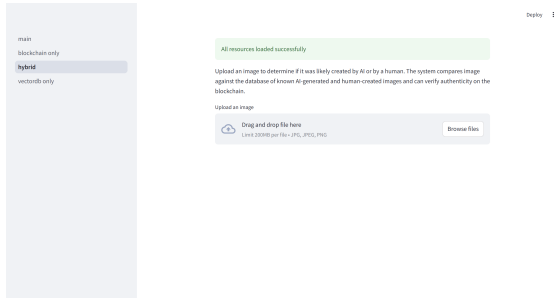 Deploy
main
blockchain only
hybrid
vectordb only
All resources loaded successfully
Upload an image to determine if it was likely created by AI or by a human. The system compares image
against the database of known AI-generated and human-created images and can verify authenticity on the
blockchain.
Upload an image
Drag and drop file here
Limit 200MB per file • JPG, JPEG, PNG
Browse files